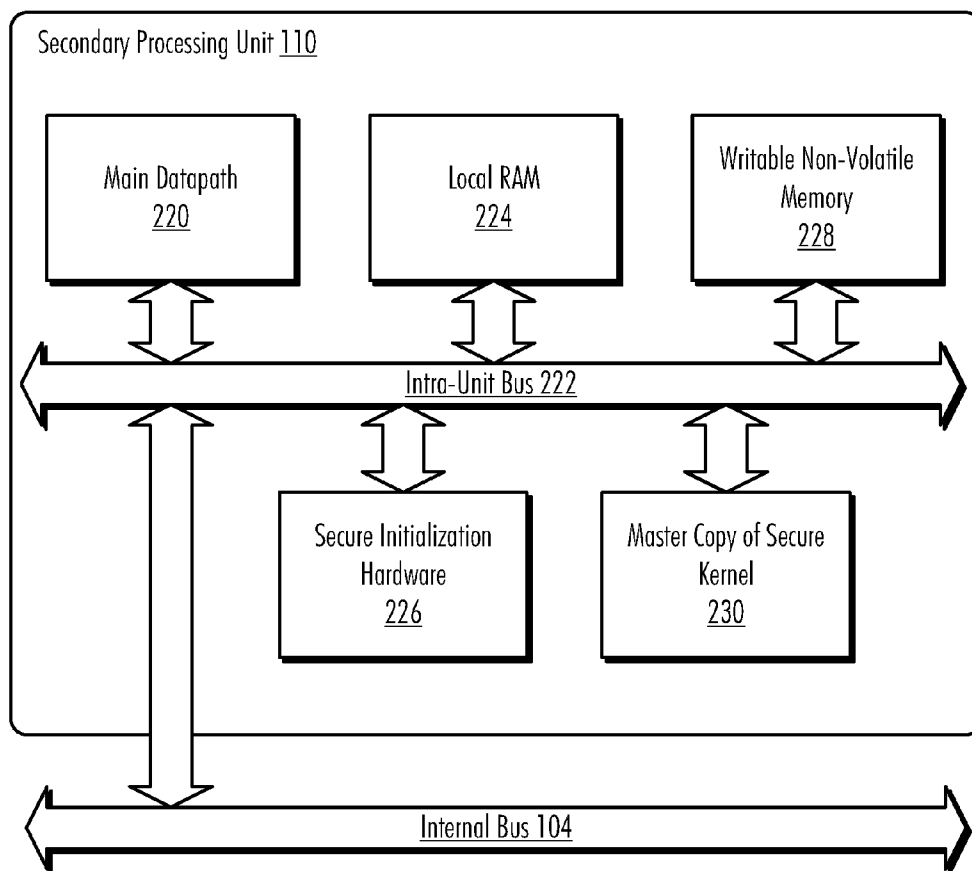 Secondary Processing Unit 110
Main Datapath
220
Local RAM
224
Writable Non-Volatile
Memory
228
Intra-Unit Bus 222
Secure Initialization
Hardware
226
Master Copy of Secure
Kernel
230
Internal Bus 104